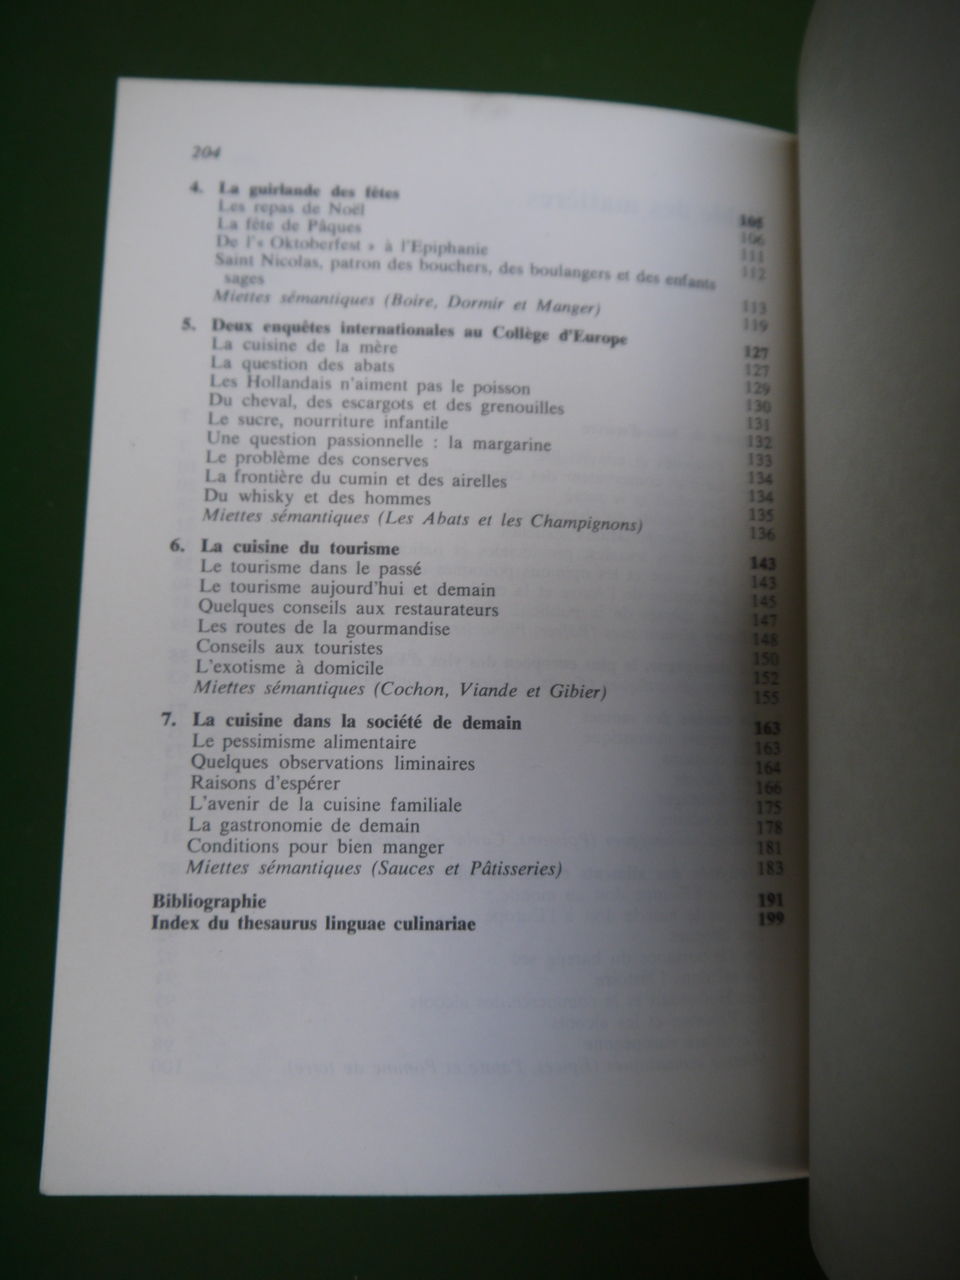 204
4. La guirlande des fêtes 105
Les repas de Noël 106
La fête de Pâques 111
De l'« Oktoberfest » à l'Epiphanie 112
Saint Nicolas, patron des bouchers, des boulangers et des enfants
sages 113
Miettes sémantiques (Boire, Dormir et Manger) 119
5. Deux enquêtes internationales au Collège d'Europe 127
La cuisine de la mère 127
La question des abats 129
Les Hollandais n'aiment pas le poisson 130
Du cheval, des escargots et des grenouilles 131
Le sucre, nourriture infantile 132
Une question passionnelle : la margarine 133
Le problème des conserves 134
La frontière du cumin et des airelles 134
Du whisky et des hommes 135
Miettes sémantiques (Les Abats et les Champignons) 136
6. La cuisine du tourisme 143
Le tourisme dans le passé 143
Le tourisme aujourd'hui et demain 145
Quelques conseils aux restaurateurs 147
Les routes de la gourmandise 148
Conseils aux touristes 150
L'exotisme à domicile 152
Miettes sémantiques (Cochon, Viande et Gibier) 155
7. La cuisine dans la société de demain 163
Le pessimisme alimentaire 163
Quelques observations liminaires 164
Raisons d'espérer 166
L'avenir de la cuisine familiale 175
La gastronomie de demain 178
Conditions pour bien manger 181
Miettes sémantiques (Sauces et Pâtisseries) 183
Bibliographie 191
Index du thesaurus linguae culinariae 199